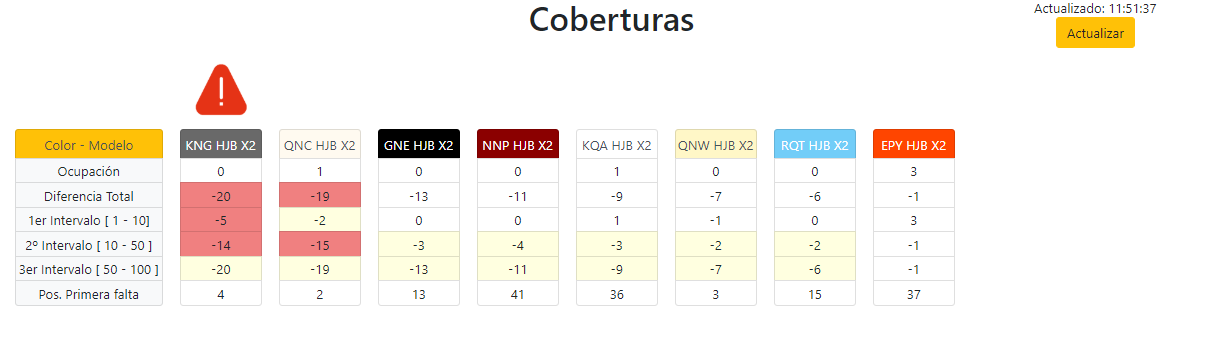 Coberturas
Actualizado: 11:51:37
Actualizar
Color - Modelo KNG HJB X2 QNC HJB X2 GNE HJB X2 NNP HJB X2 KQA HJB X2 QNW HJB X2 RQT HJB X2 EPY HJB X2
Ocupación 0 1 0 0 1 0 0 3
Diferencia Total -20 -19 -13 -11 -9 -7 -6 -1
1er Intervalo [ 1 - 10] -5 -2 0 0 1 -1 0 3
2º Intervalo [ 10 - 50 ] -14 -15 -3 -4 -3 -2 -2 -1
3er Intervalo [ 50 - 100 ] -20 -19 -13 -11 -9 -7 -6 -1
Pos. Primera falta 4 2 13 41 36 3 15 37